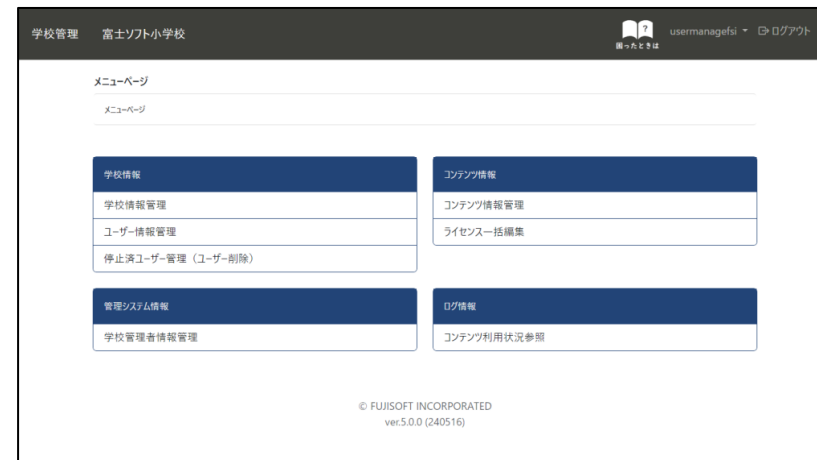 学校管理 富士ソフト小学校
?
困ったときは
usermanagefsi
ログアウト
メニューページ
メニューページ
学校情報
学校情報管理
ユーザー情報管理
停止済ユーザー管理（ユーザー削除）
コンテンツ情報
コンテンツ情報管理
ライセンス一括編集
管理システム情報
学校管理者情報管理
ログ情報
コンテンツ利用状況参照
© FUJISOFT INCORPORATED
ver.5.0.0 (240516)